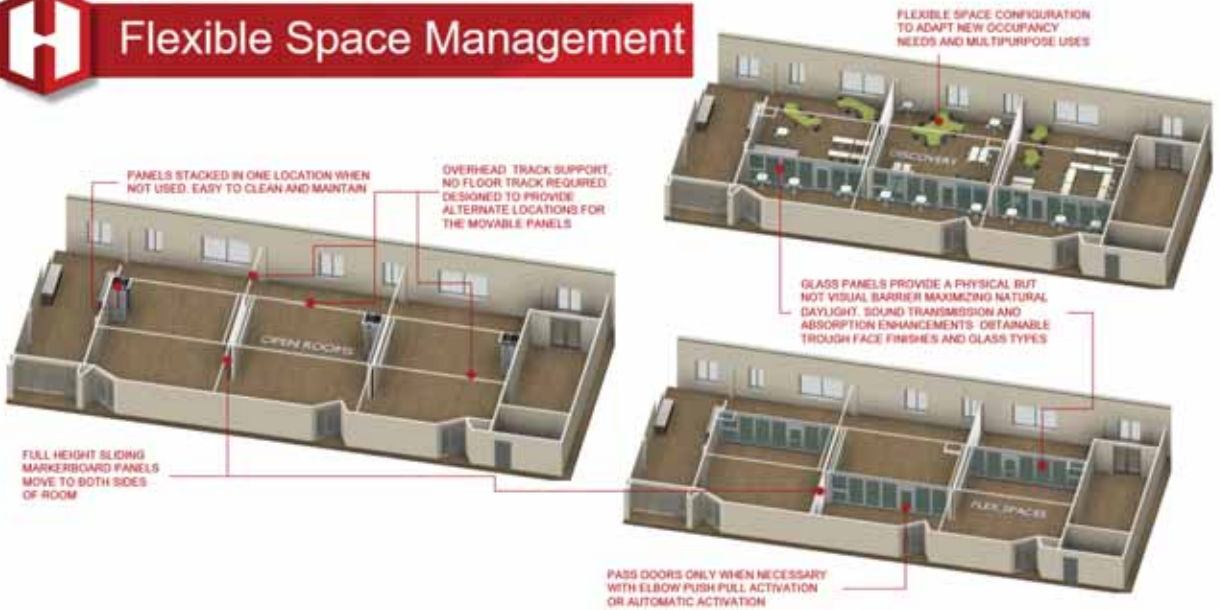 H
Flexible Space Management
FLEXIBLE SPACE CONFIGURATION
TO ADAPT NEW OCCUPANCY
NEEDS AND MULTIPURPOSE USES
PANELS STACKED IN ONE LOCATION WHEN
NOT USED. EASY TO CLEAN AND MAINTAIN
OVERHEAD TRACK SUPPORT,
NO FLOOR TRACK REQUIRED.
DESIGNED TO PROVIDE
ALTERNATE LOCATIONS FOR
THE MOVABLE PANELS
DISCOVERY
OPEN ROOMS
GLASS PANELS PROVIDE A PHYSICAL BUT
NOT VISUAL BARRIER MAXIMIZING NATURAL
DAYLIGHT. SOUND TRANSMISSION AND
ABSORPTION ENHANCEMENTS OBTAINABLE
TROUGH FACE FINISHES AND GLASS TYPES
FULL HEIGHT SLIDING
MARKERBOARD PANELS
MOVE TO BOTH SIDES
OF ROOM
FLEX SPACES
PASS DOORS ONLY WHEN NECESSARY
WITH ELBOW PUSH PULL ACTIVATION
OR AUTOMATIC ACTIVATION